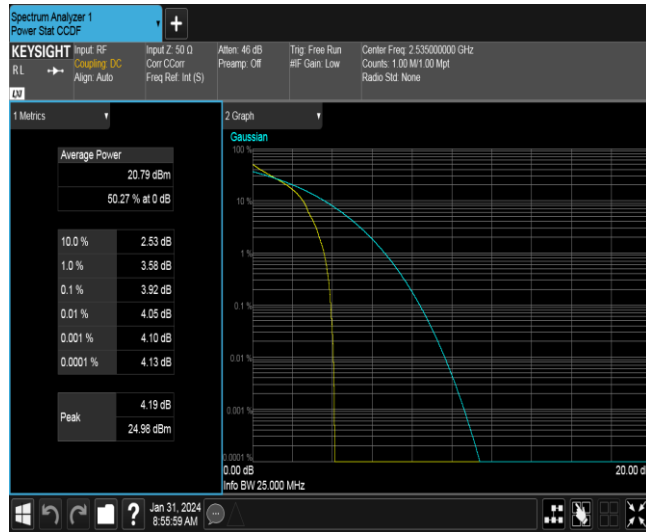 Spectrum Analyzer 1
Power Stat CCDF
+
KEYSIGHT
RL
LXI
Input: RF
Coupling: DC
Align: Auto
Input Z: 50 Ω
Corr CCorr
Freq Ref: Int (S)
Atten: 46 dB
Preamp: Off
Trig: Free Run
#IF Gain: Low
Center Freq: 2.535000000 GHz
Counts: 1.00 M/1.00 Mpt
Radio Std: None
1 Metrics
Average Power
20.79 dBm
50.27 % at 0 dB
10.0 % 2.53 dB
1.0 % 3.58 dB
0.1 % 3.92 dB
0.01 % 4.05 dB
0.001 % 4.10 dB
0.0001 % 4.13 dB
Peak
4.19 dB
24.98 dBm
2 Graph
Gaussian
100 %
10 %
1 %
0.1 %
0.01 %
0.001 %
0.0001 %
0.00 dB
20.00 dB
Info BW 25.000 MHz
?
Jan 31, 2024
8:55:59 AM